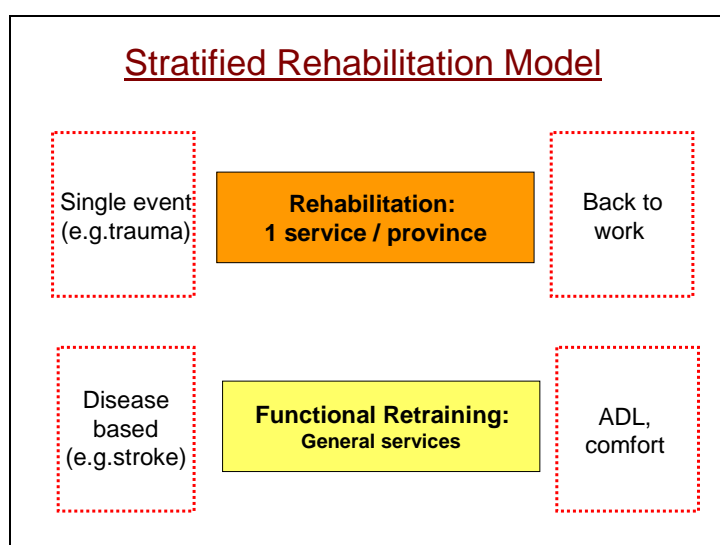 Stratified Rehabilitation Model
Single event
(e.g.trauma)
Rehabilitation:
1 service / province
Back to
work
Disease
based
(e.g.stroke)
Functional Retraining:
General services
ADL,
comfort